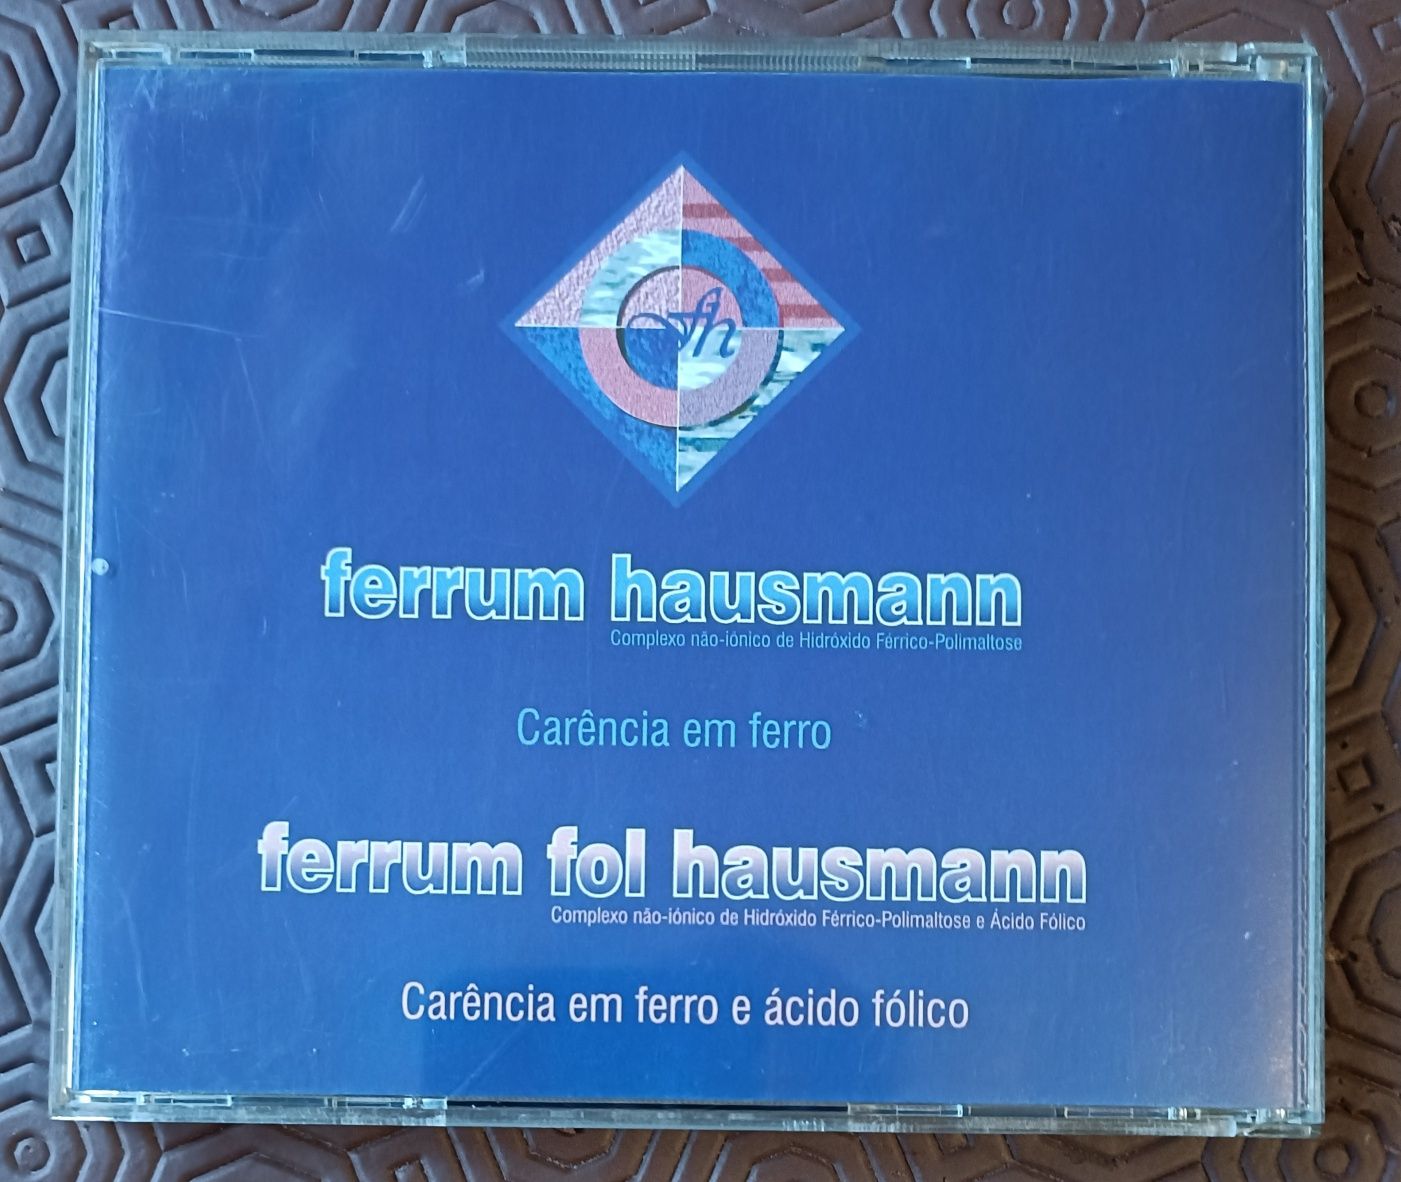 fh
ferrum hausmann
Complexo não-iónico de Hidróxido Férrico-Polimaltose
Carência em ferro
ferrum fol hausmann
Complexo não-iónico de Hidróxido Férrico-Polimaltose e Ácido Fólico
Carência em ferro e ácido fólico